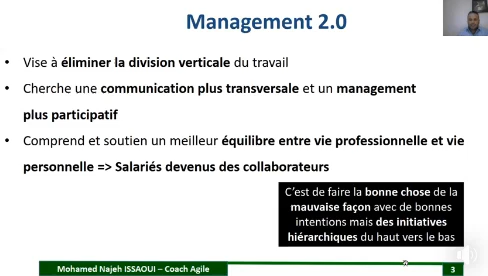 Management 2.0
• Vise à éliminer la division verticale du travail
• Cherche une communication plus transversale et un management
plus participatif
• Comprend et soutien un meilleur équilibre entre vie professionnelle et vie
personnelle => Salariés devenus des collaborateurs
C’est de faire la bonne chose de la
mauvaise façon avec de bonnes
intentions mais des initiatives
hiérarchiques du haut vers le bas
Mohamed Najeh ISSAOUI – Coach Agile
3